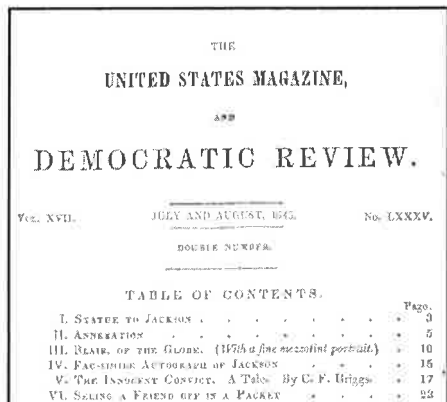 THE
UNITED STATES MAGAZINE,
AND
DEMOCRATIC REVIEW.
VOL. XVII. JULY AND AUGUST, 1845. No. LXXXV.
DOUBLE NUMBER.
TABLE OF CONTENTS.
Page.
I. STATUE TO JACKSON . . . . . . . 3
II. ANNEXATION . . . . . . . 5
III. BLAIR, OF THE GLOBE. (With a fine mezzotint portrait.) . 10
IV. FAC-SIMILE AUTOGRAPH OF JACKSON . . . . 15
V. THE INNOCENT CONVICT. A Tale. By C. F. Briggs . 17
VI. SEEING A FRIEND OFF IN A PACKET . . . . 23